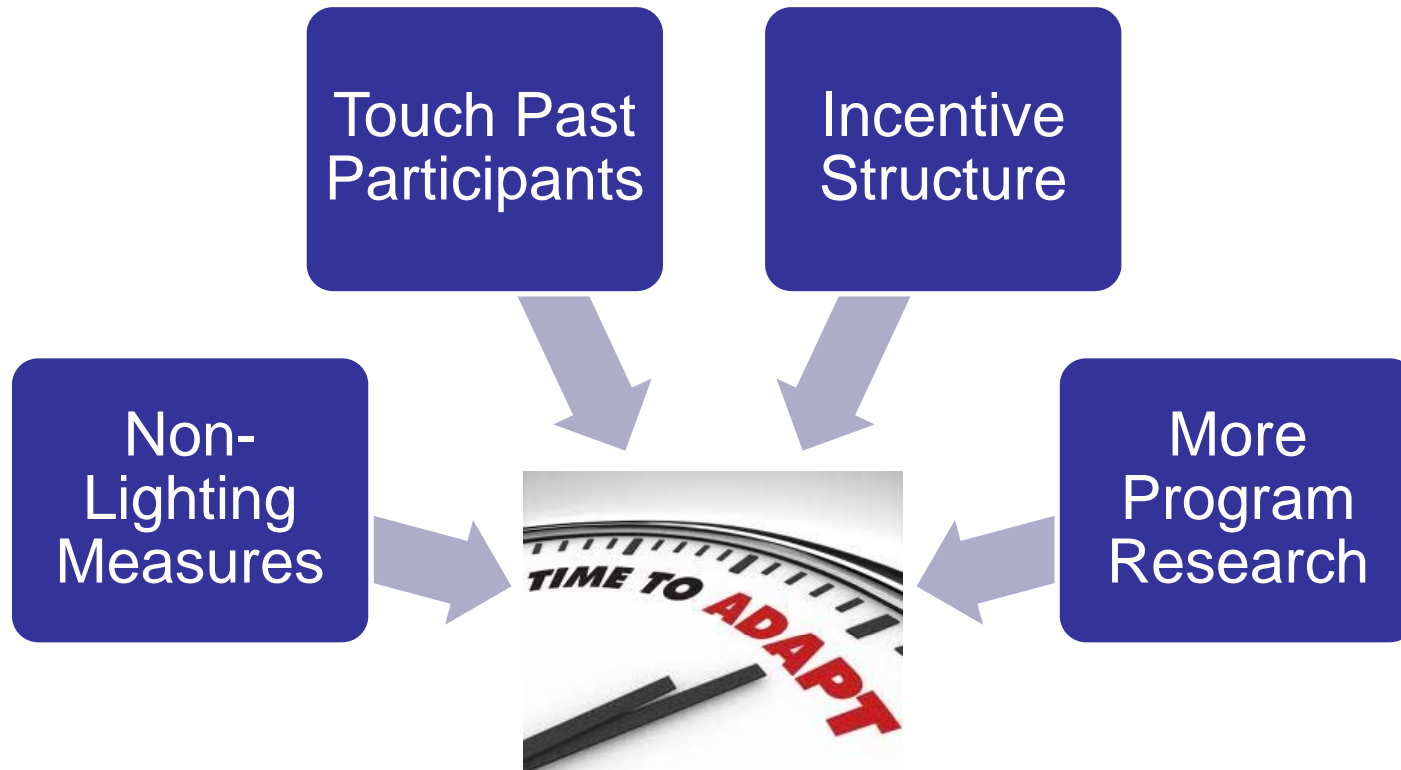 Touch Past
Participants
Incentive
Structure
Non-
Lighting
Measures
More
Program
Research
TIME TO ADAPT